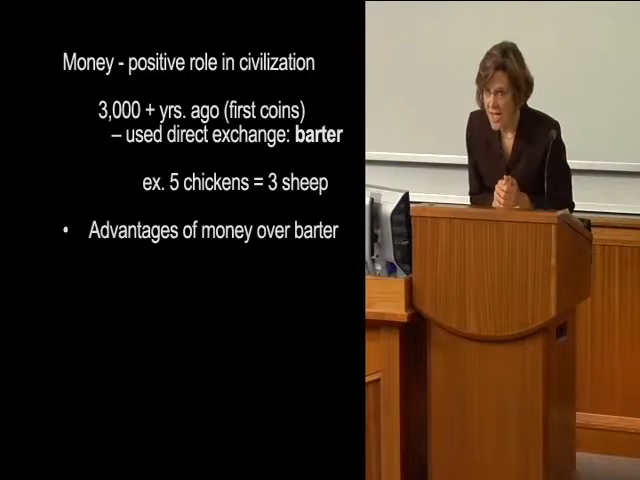 Money - positive role in civilization
3,000 + yrs. ago (first coins)
– used direct exchange: barter
ex. 5 chickens = 3 sheep
• Advantages of money over barter